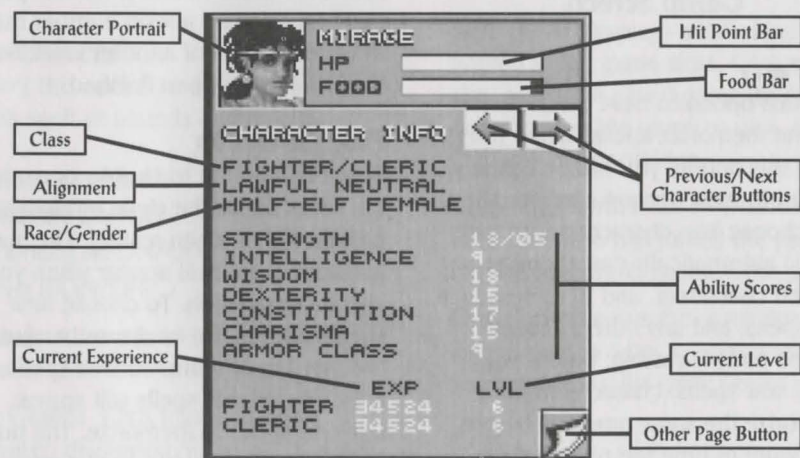 Character Portrait
Class
Alignment
Race/Gender
Current Experience
MIRAGE
HP
FOOD
CHARACTER INFO
FIGHTER/CLERIC
LAWFUL NEUTRAL
HALF-ELF FEMALE
STRENGTH 18/05
INTELLIGENCE 9
WISDOM 18
DEXTERITY 15
CONSTITUTION 17
CHARISMA 15
ARMOR CLASS 9
EXP LVL
FIGHTER 34524 6
CLERIC 34524 6
Hit Point Bar
Food Bar
Previous/Next
Character Buttons
Ability Scores
Current Level
Other Page Button